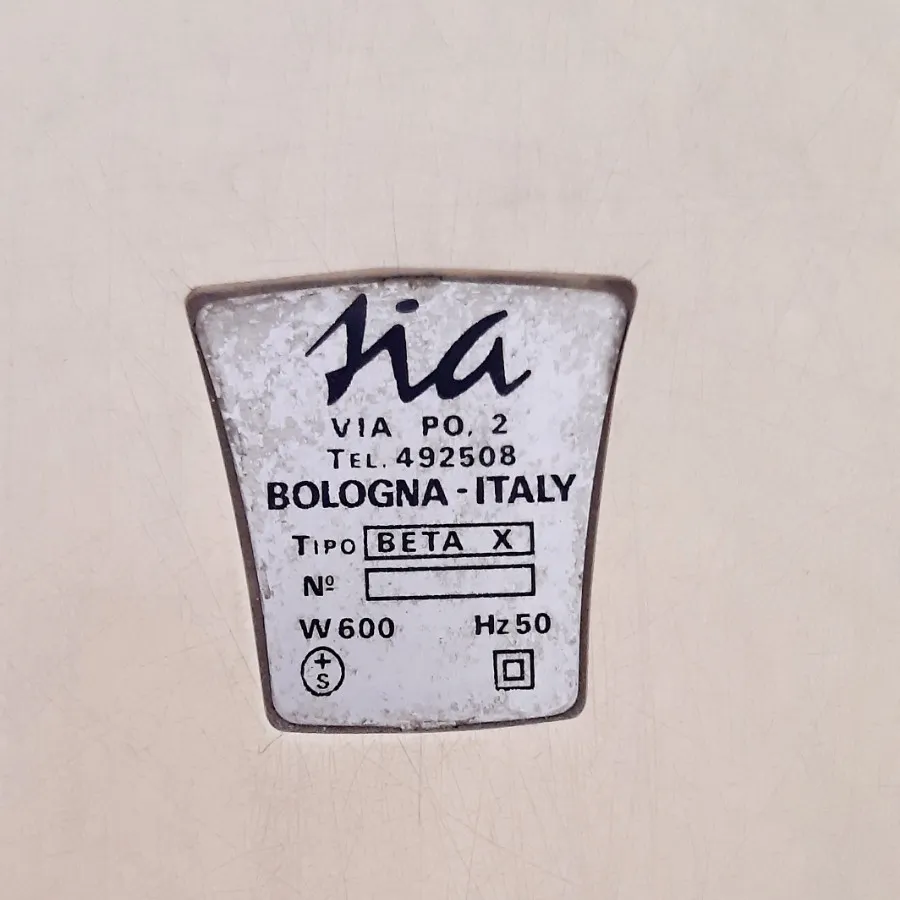 sia
VIA PO, 2
TEL. 492508
BOLOGNA - ITALY
TIPO BETA X
Nº
W 600 Hz 50
+
S